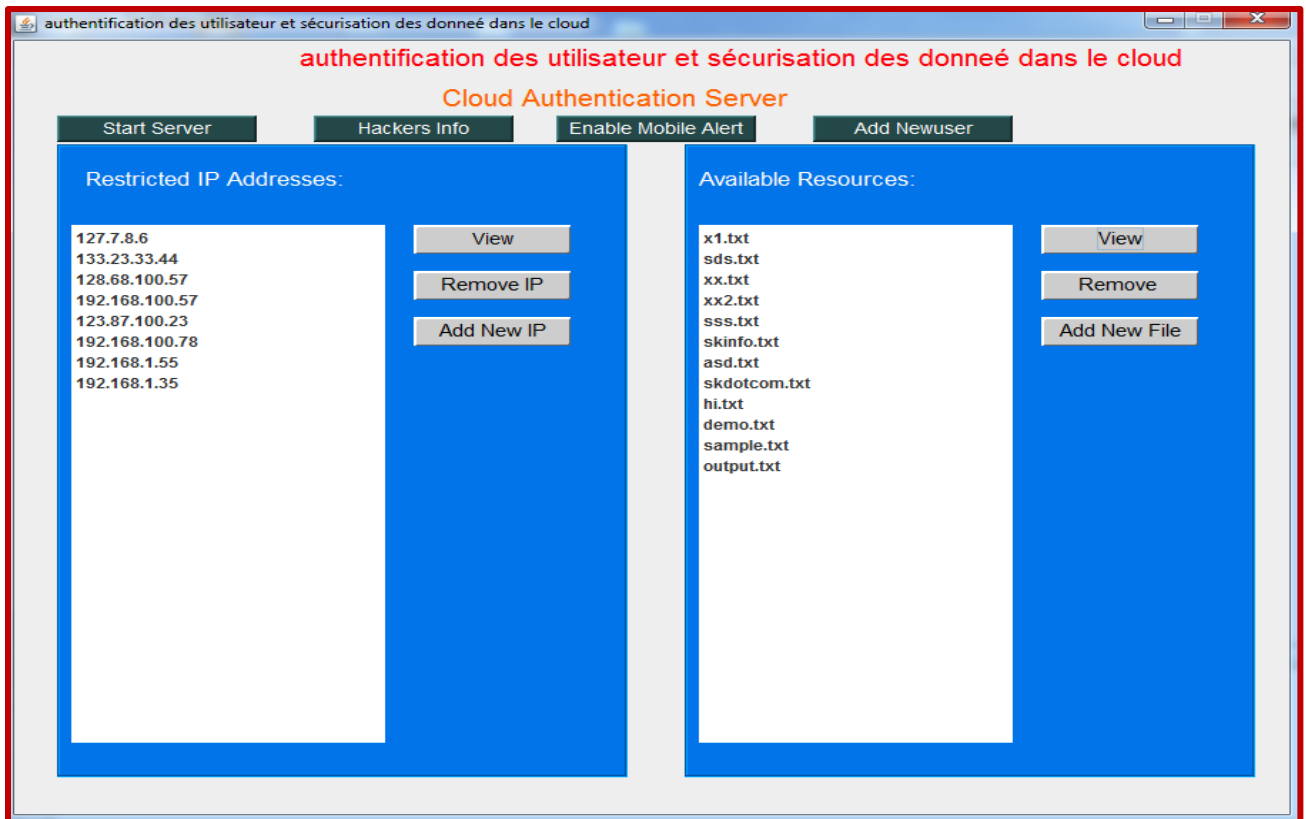 authentification des utilisateur et sécurisation des donneé dans le cloud
authentification des utilisateur et sécurisation des donneé dans le cloud
Cloud Authentication Server
Start Server
Hackers Info
Enable Mobile Alert
Add Newuser
Restricted IP Addresses:
127.7.8.6
133.23.33.44
128.68.100.57
192.168.100.57
123.87.100.23
192.168.100.78
192.168.1.55
192.168.1.35
View
Remove IP
Add New IP
Available Resources:
x1.txt
sds.txt
xx.txt
xx2.txt
sss.txt
skinfo.txt
asd.txt
skdotcom.txt
hi.txt
demo.txt
sample.txt
output.txt
View
Remove
Add New File